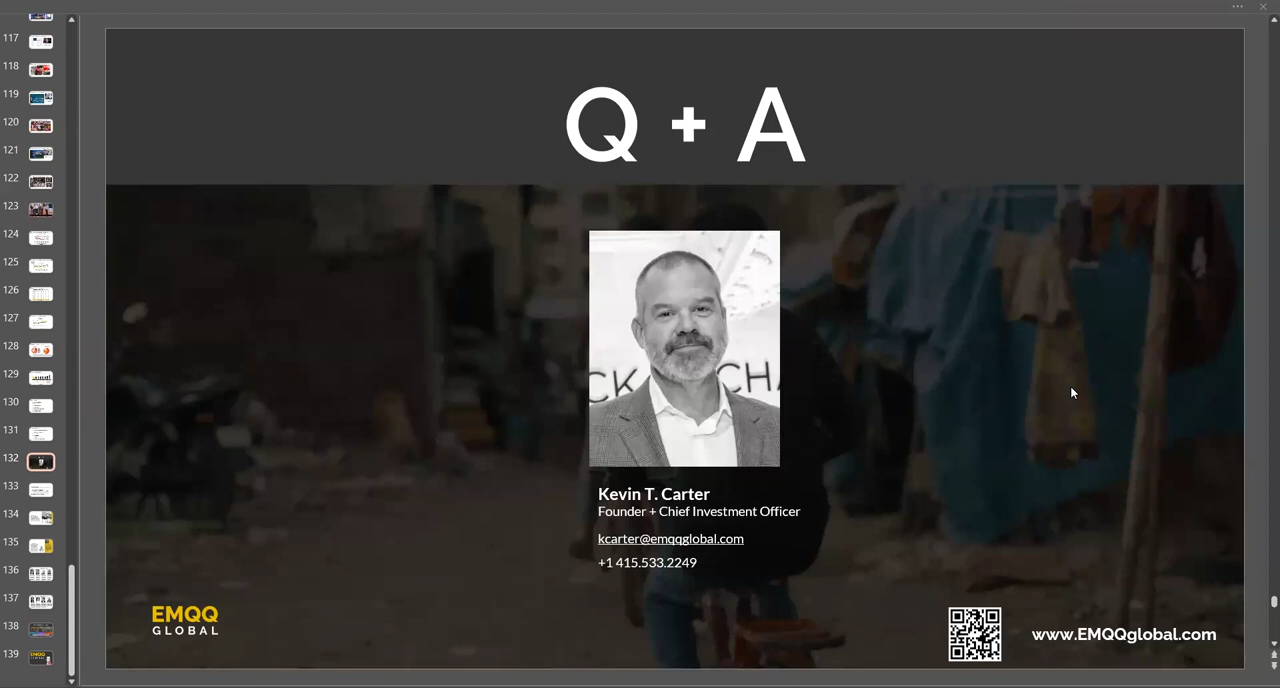 117
118
119
120
121
122
123
124
125
126
127
128
129
130
131
132
133
134
135
136
137
138
139
Q + A
CK
CHA
Kevin T. Carter
Founder + Chief Investment Officer
kcarter@emqqglobal.com
+1 415.533.2249
EMQQ
GLOBAL
www.EMQQglobal.com